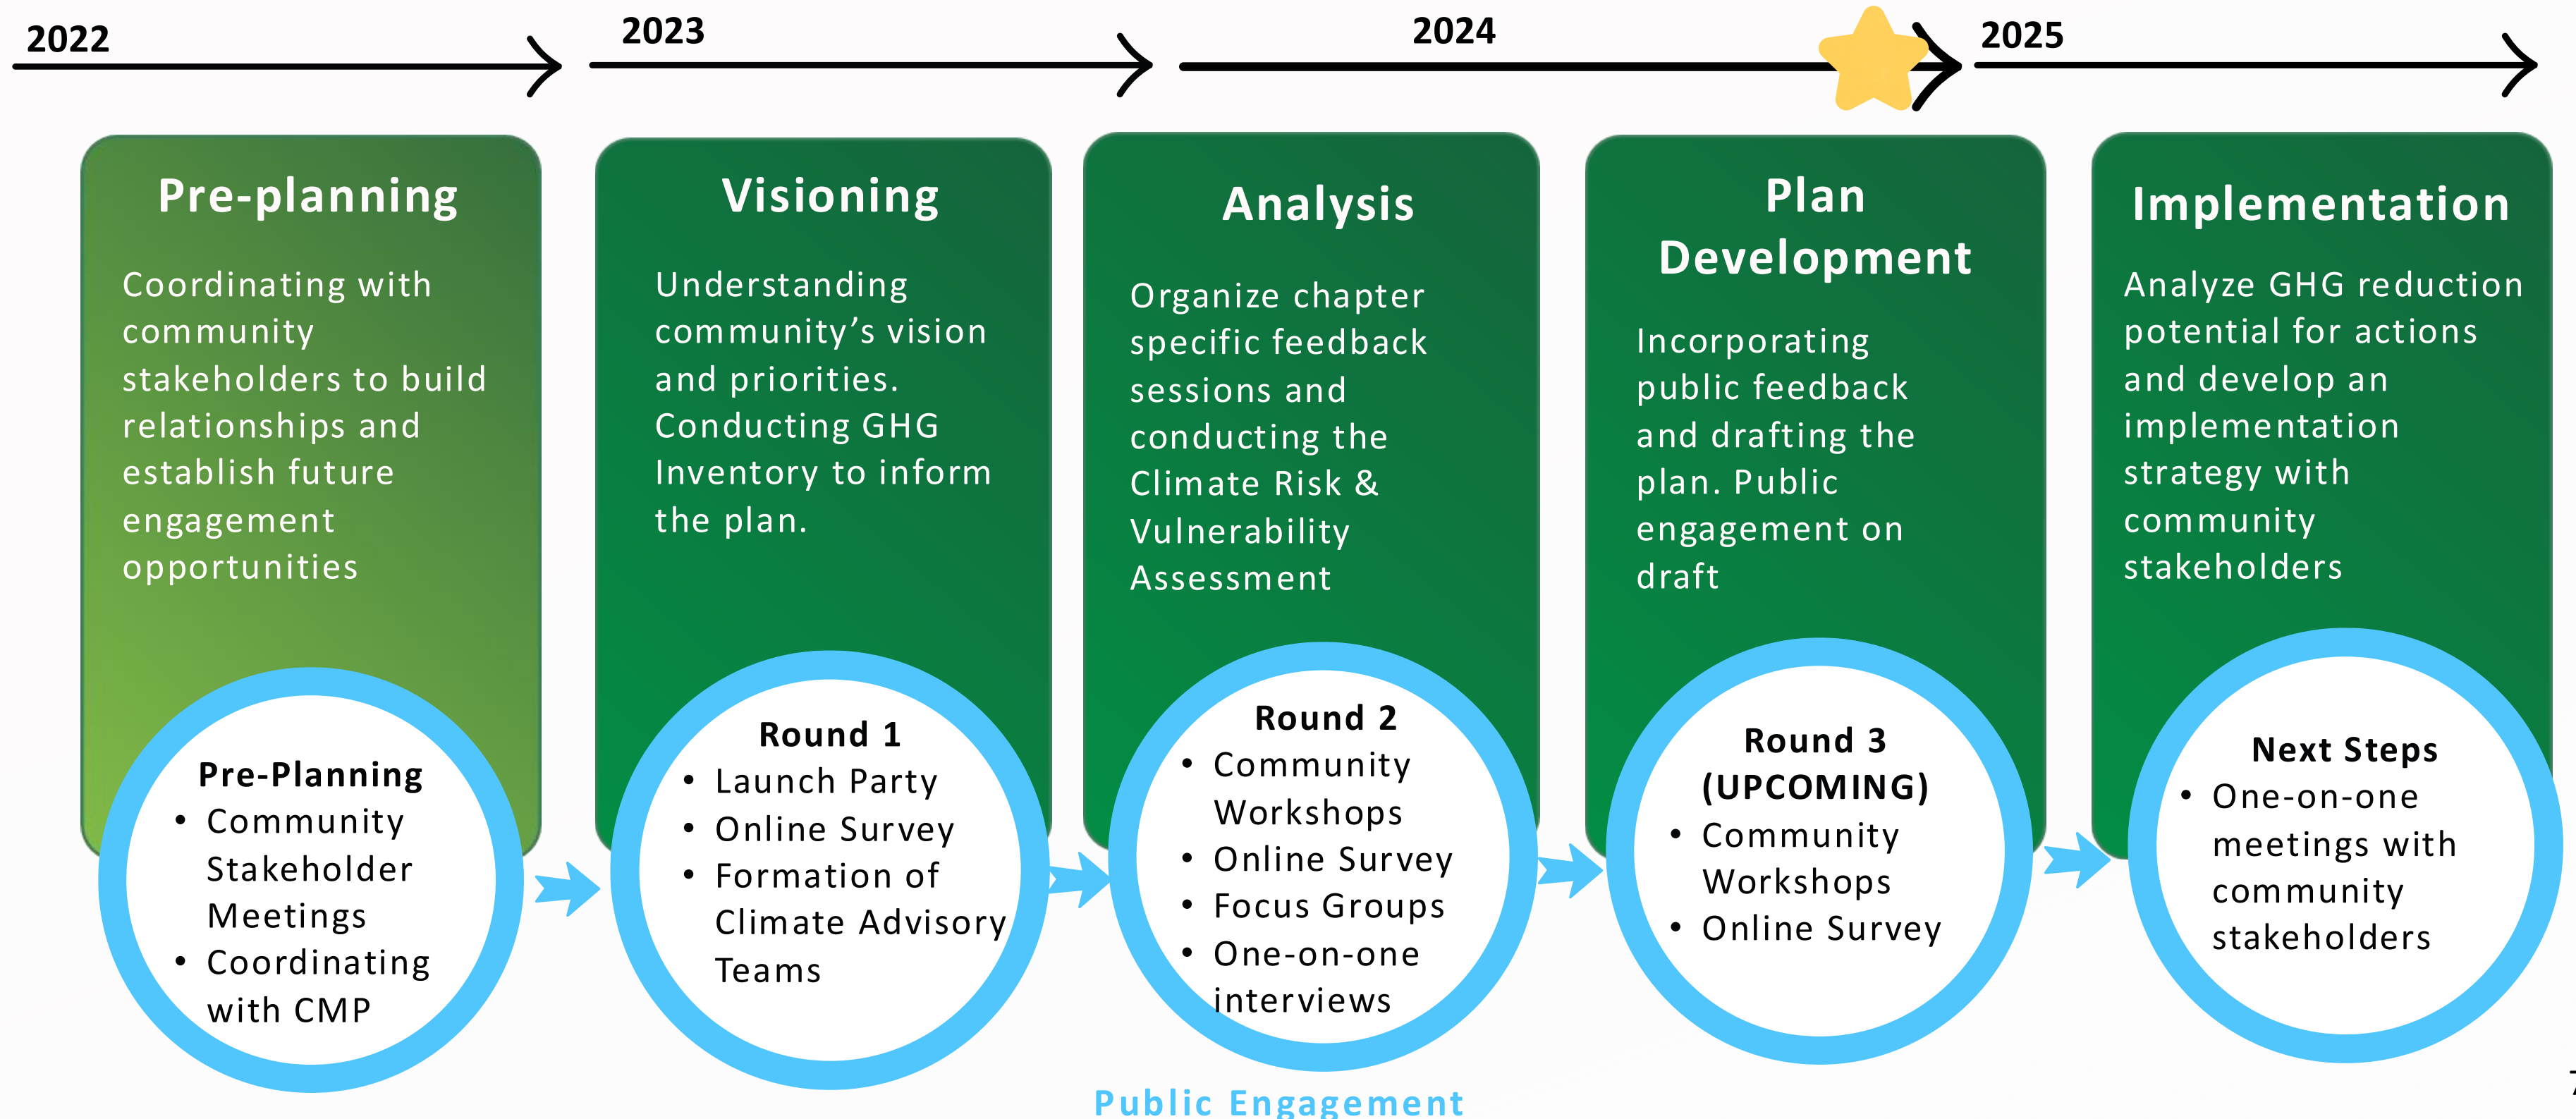 2022
2023
2024
2025
Pre-planning
Coordinating with
community
stakeholders to build
relationships and
establish future
engagement
opportunities
Pre-Planning
• Community
Stakeholder
Meetings
• Coordinating
with CMP
Visioning
Understanding
community’s vision
and priorities.
Conducting GHG
Inventory to inform
the plan.
Round 1
• Launch Party
• Online Survey
• Formation of
Climate Advisory
Teams
Analysis
Organize chapter
specific feedback
sessions and
conducting the
Climate Risk &
Vulnerability
Assessment
Round 2
• Community
Workshops
• Online Survey
• Focus Groups
• One-on-one
interviews
Plan
Development
Incorporating
public feedback
and drafting the
plan. Public
engagement on
draft
Round 3
(UPCOMING)
• Community
Workshops
• Online Survey
Implementation
Analyze GHG reduction
potential for actions
and develop an
implementation
strategy with
community
stakeholders
Next Steps
• One-on-one
meetings with
community
stakeholders
Public Engagement